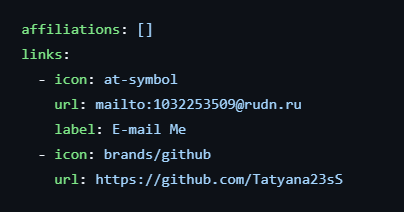 affiliations: []
links:
  - icon: at-symbol
    url: mailto:1032253509@rudn.ru
    label: E-mail Me
  - icon: brands/github
    url: https://github.com/Tatyana23sS